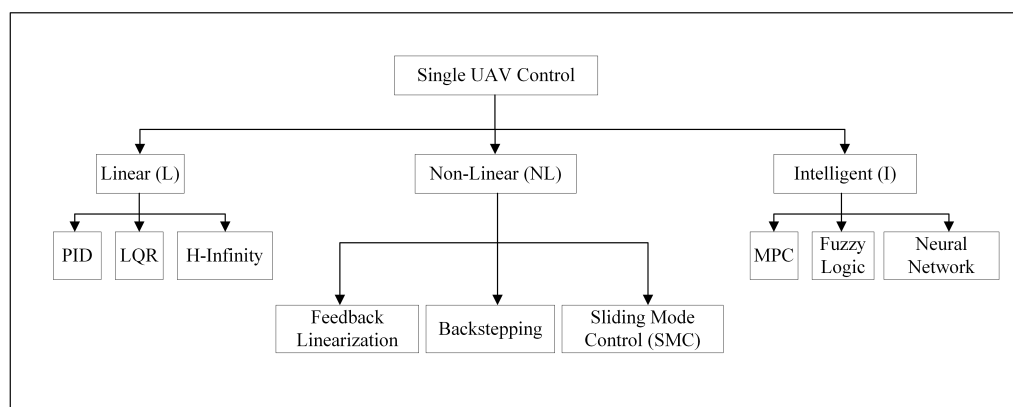 Single UAV Control
Linear (L)
Non-Linear (NL)
Intelligent (I)
PID
LQR
H-Infinity
MPC
Fuzzy
Logic
Neural
Network
Feedback
Linearization
Backstepping
Sliding Mode
Control (SMC)